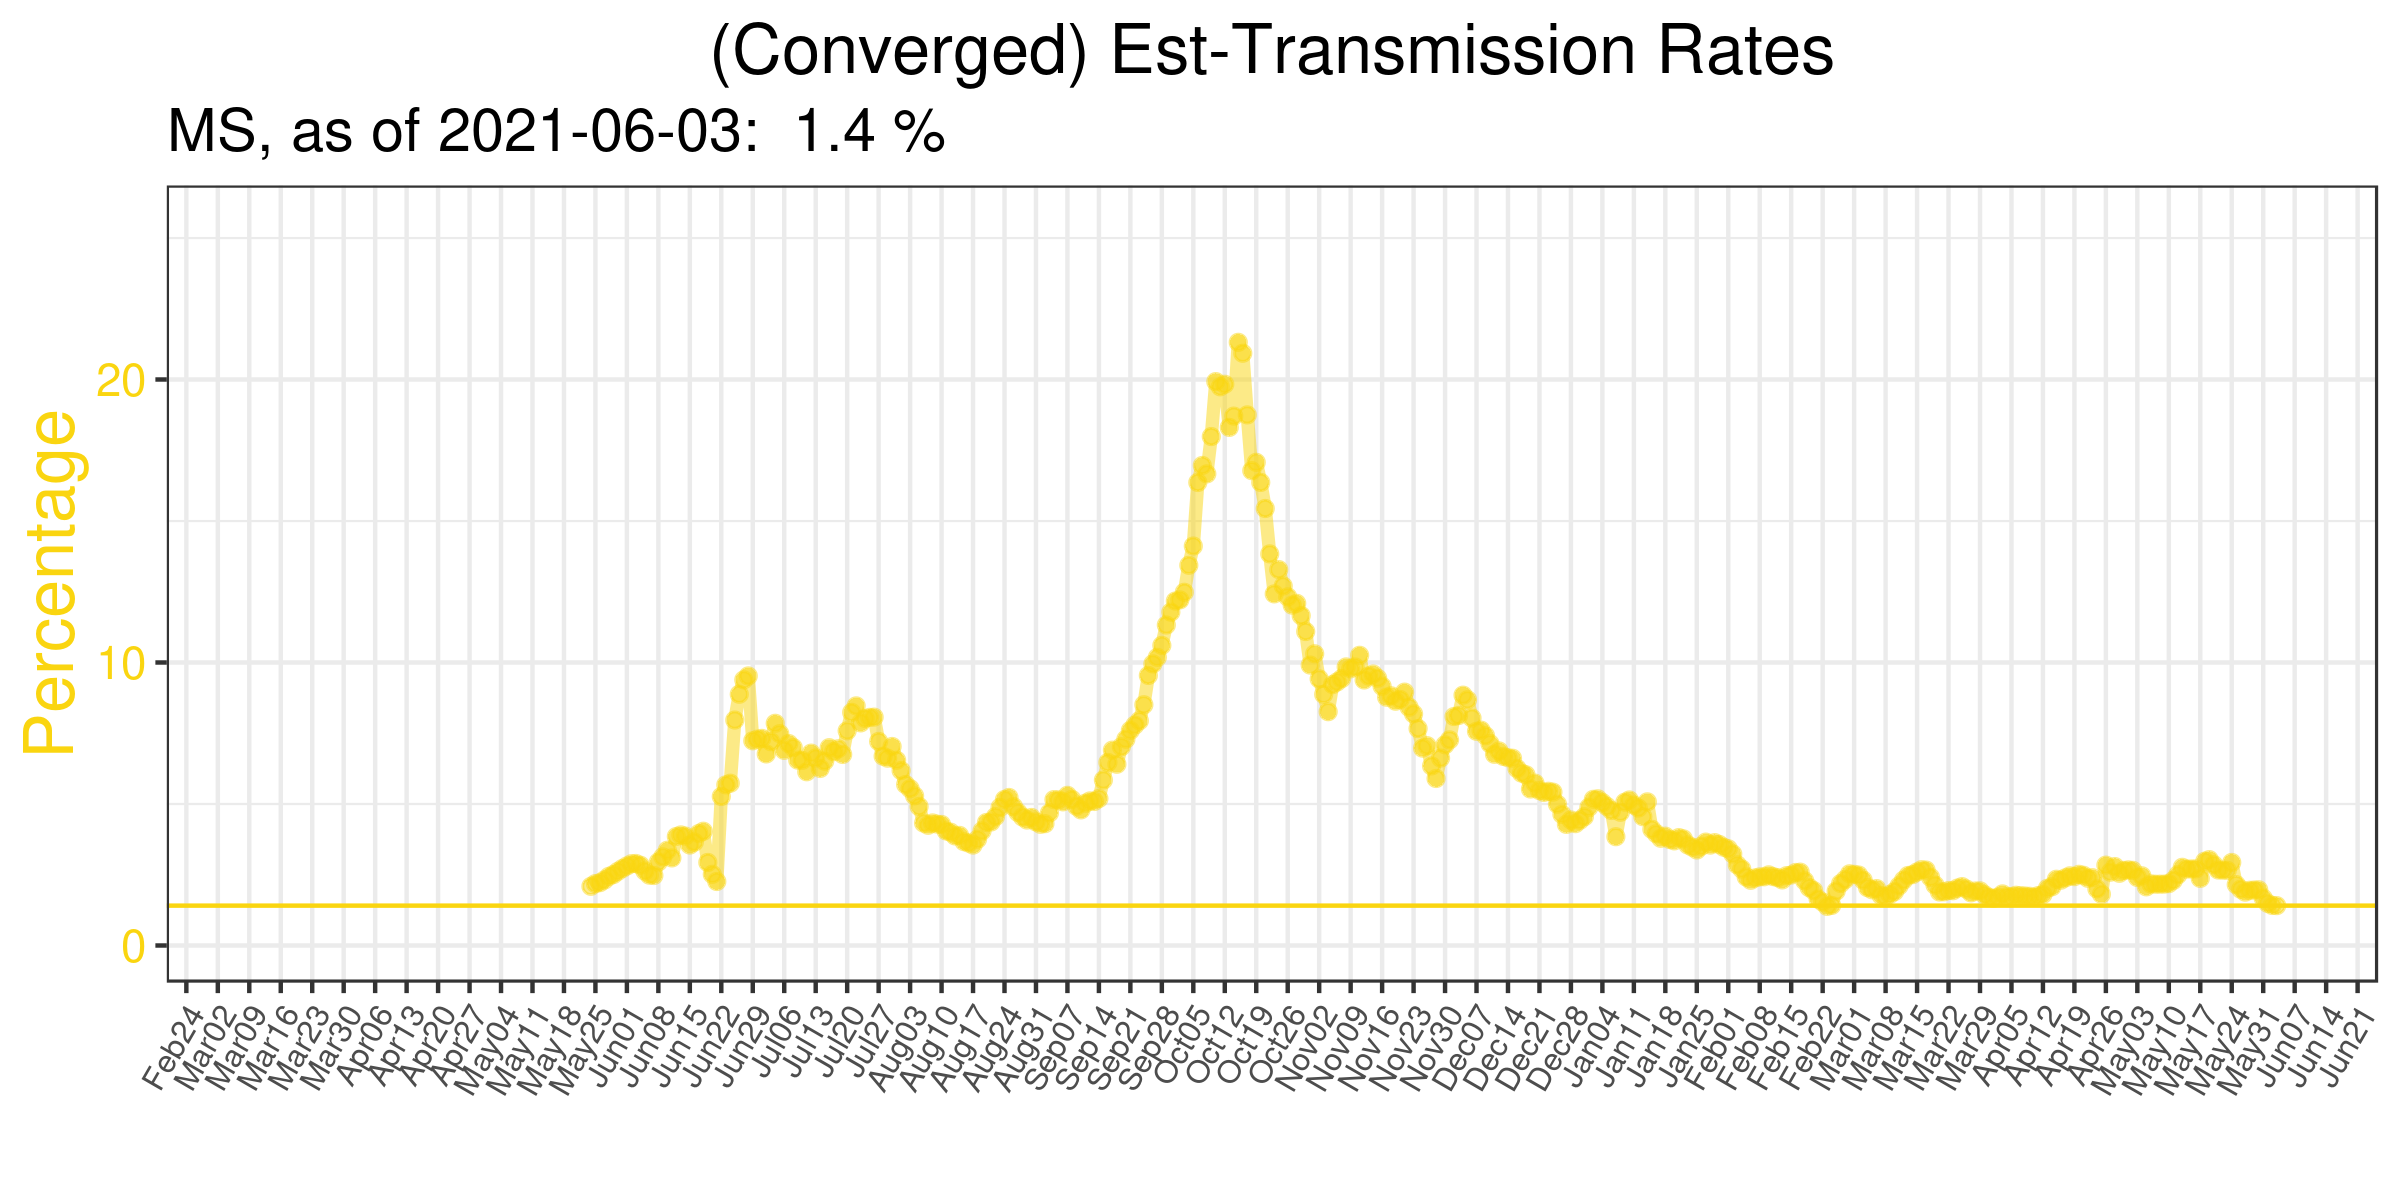 (Converged) Est-Transmission Rates
MS, as of 2021-06-03:  1.4 %
Percentage
20
10
0
Feb24
Mar02
Mar09
Mar16
Mar23
Mar30
Apr06
Apr13
Apr20
Apr27
May04
May11
May18
May25
Jun01
Jun08
Jun15
Jun22
Jun29
Jul06
Jul13
Jul20
Jul27
Aug03
Aug10
Aug17
Aug24
Aug31
Sep07
Sep14
Sep21
Sep28
Oct05
Oct12
Oct19
Oct26
Nov02
Nov09
Nov16
Nov23
Nov30
Dec07
Dec14
Dec21
Dec28
Jan04
Jan11
Jan18
Jan25
Feb01
Feb08
Feb15
Feb22
Mar01
Mar08
Mar15
Mar22
Mar29
Apr05
Apr12
Apr19
Apr26
May03
May10
May17
May24
May31
Jun07
Jun14
Jun21